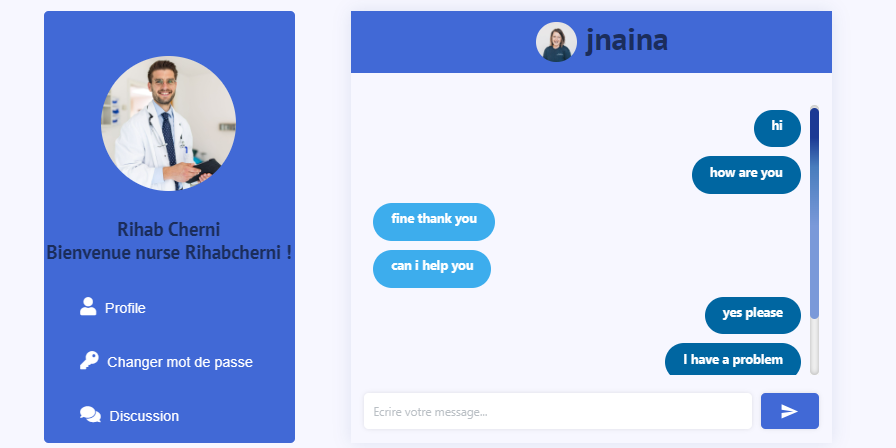 Rihab Cherni
Bienvenue nurse Rihabcherni !
Profile
Changer mot de passe
Discussion
jnaina
hi
how are you
fine thank you
can i help you
yes please
I have a problem
Ecrire votre message...